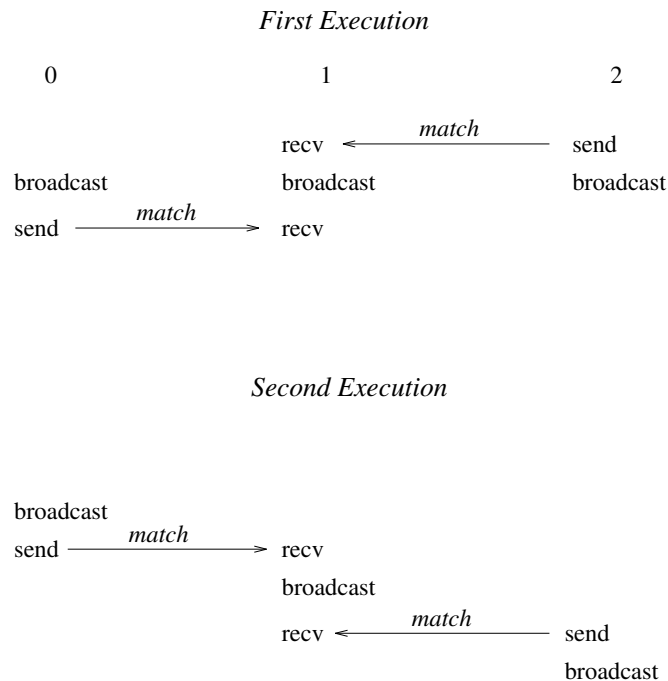 First Execution
0 1 2
match
recv send
broadcast broadcast broadcast
match
send recv
Second Execution
broadcast
match
send recv
broadcast
match
recv send
broadcast